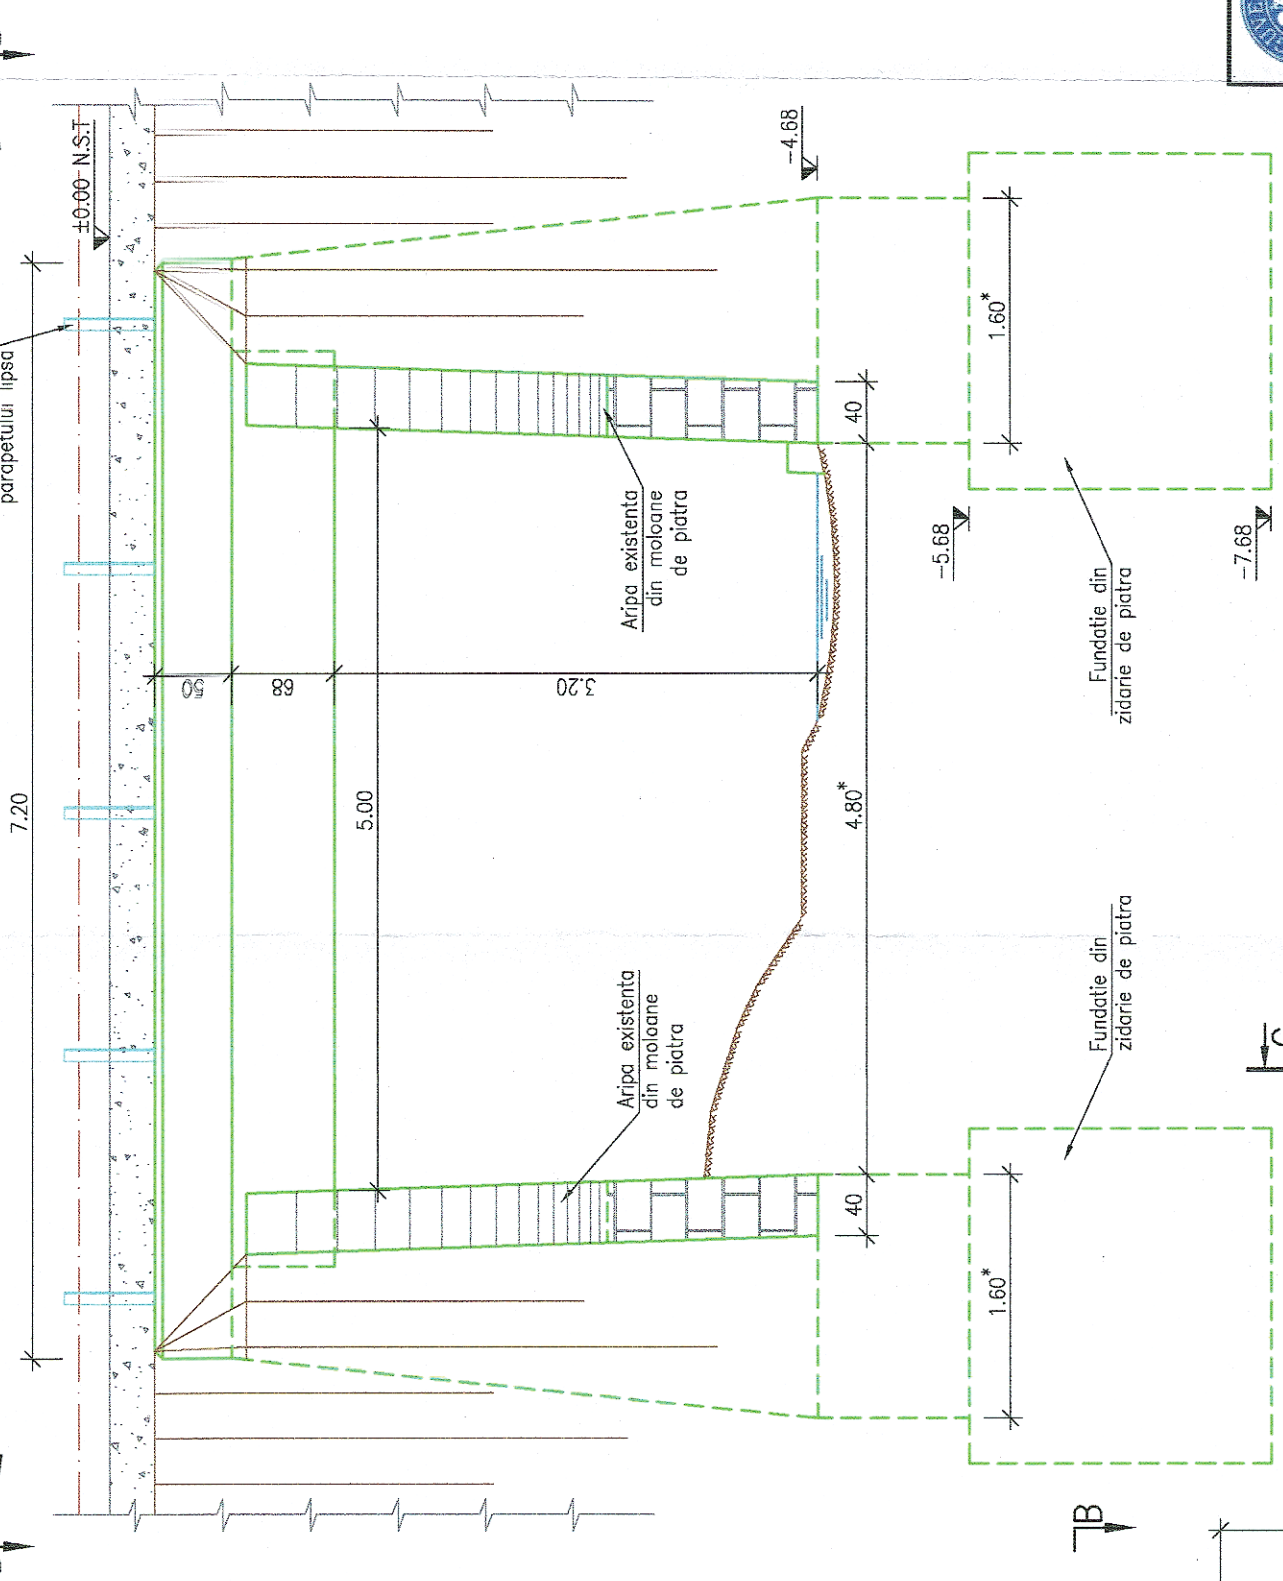 parapetului lipsa
±0.00 N.S.T
7.20
50
68
3.20
5.00
-4.68
Aripa existenta
din moloane
de piatra
Aripa existenta
din moloane
de piatra
40
4.80*
40
1.60*
1.60*
-5.68
-7.68
Fundatie din
zidarie de piatra
Fundatie din
zidarie de piatra
B